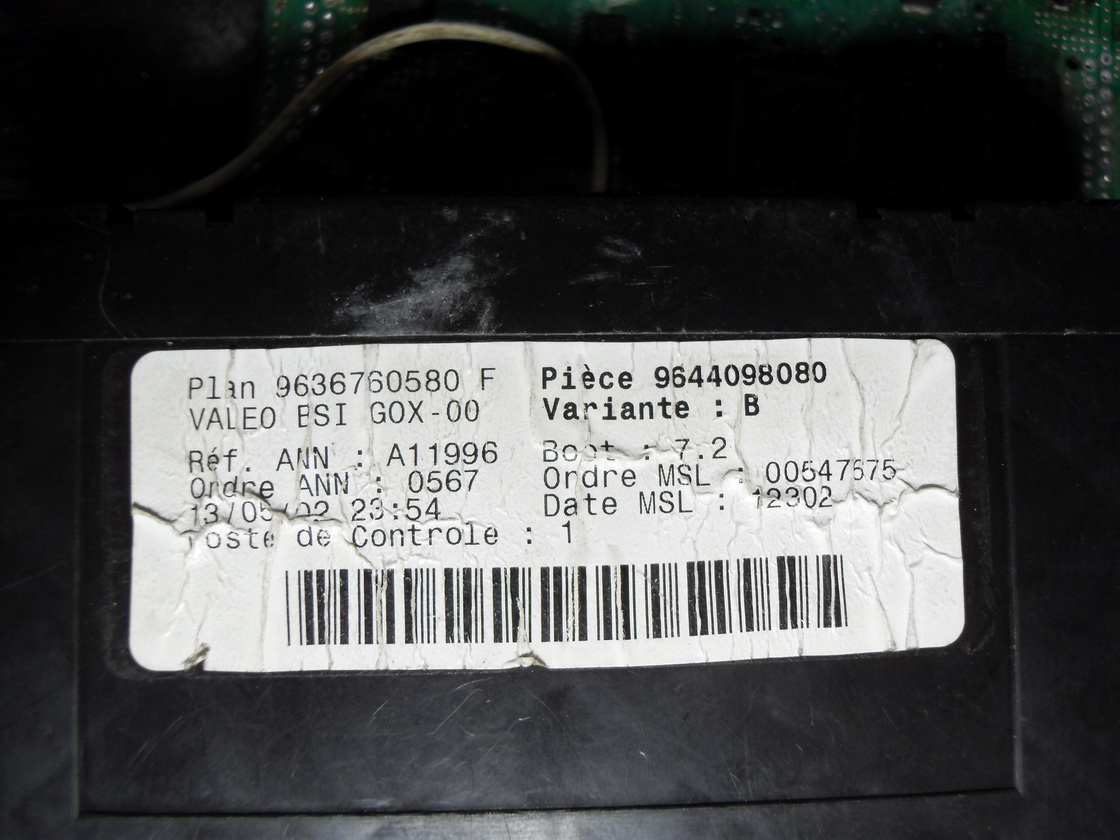 Plan 9636760580 F
VALEO BSI GOX-00
Réf. ANN : A11996
Ordre ANN : 0567
13/05/02 23:54
Poste de Controle : 1
Pièce 9644098080
Variante : B
Boot : 7.2
Ordre MSL : 00547575
Date MSL : 12302